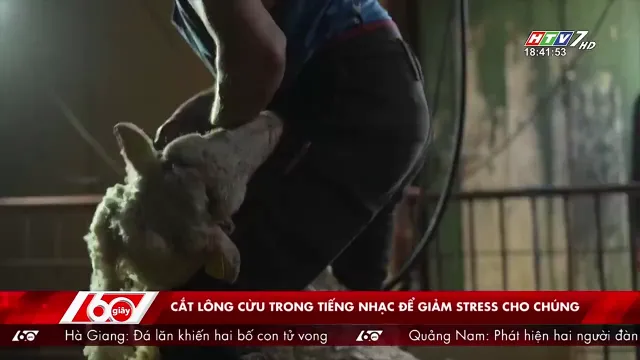 HTV7 HD
18:41:53
60 giây
CẮT LÔNG CỪU TRONG TIẾNG NHẠC ĐỂ GIẢM STRESS CHO CHÚNG
60 Hà Giang: Đá lăn khiến hai bố con tử vong 60 Quảng Nam: Phát hiện hai người đàn